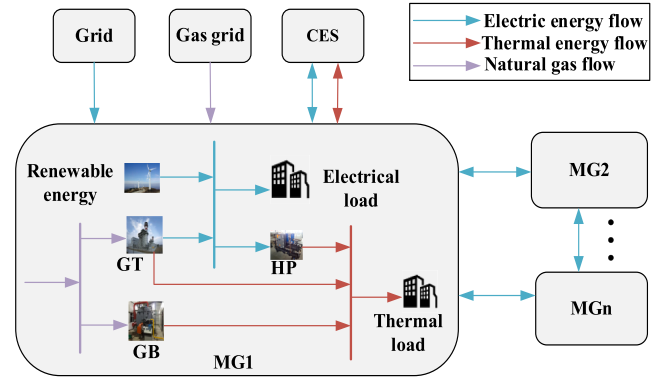 Grid
Gas grid
CES
Electric energy flow
Thermal energy flow
Natural gas flow
Renewable
energy
Electrical
load
GT
HP
GB
Thermal
load
MG1
MG2
MGn